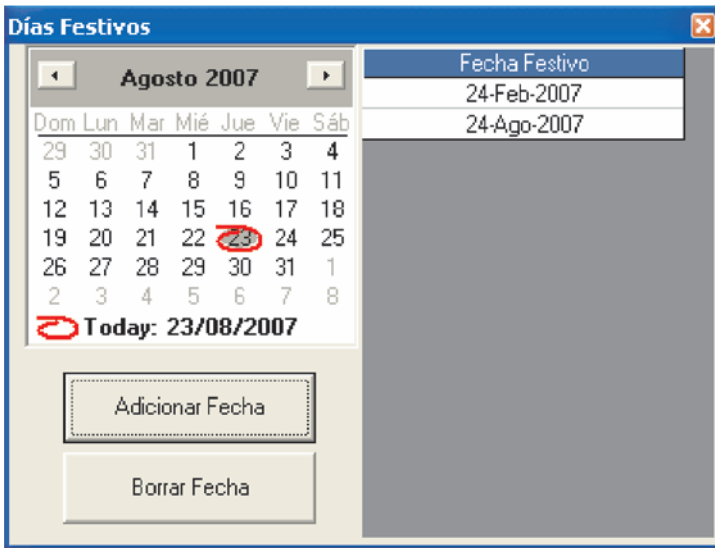 Días Festivos
Agosto 2007
Dom Lun Mar Mié Jue Vie Sáb
29 30 31 1 2 3 4
5 6 7 8 9 10 11
12 13 14 15 16 17 18
19 20 21 22 23 24 25
26 27 28 29 30 31 1
2 3 4 5 6 7 8
Today: 23/08/2007
Adicionar Fecha
Borrar Fecha
Fecha Festivo
24-Feb-2007
24-Ago-2007